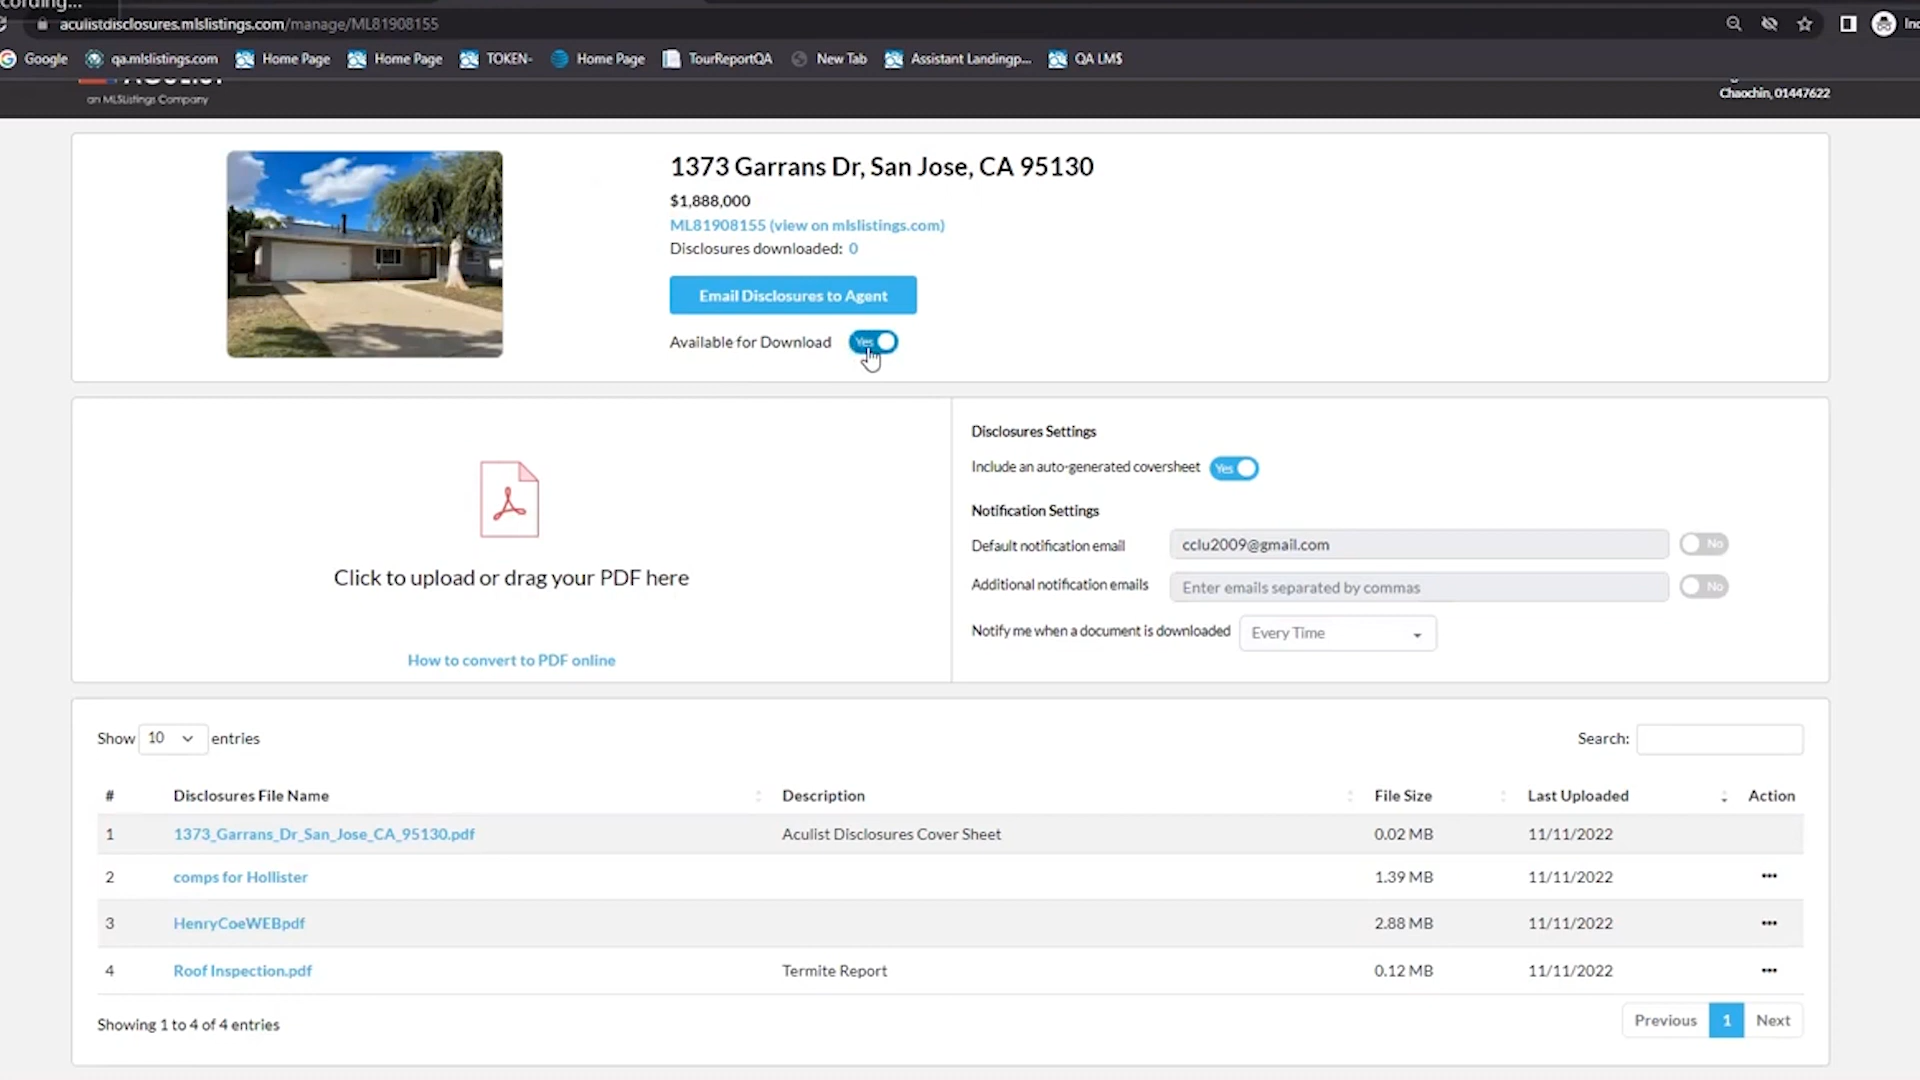 cording...
aculistdisclosures.mlslistings.com/manage/ML81908155
Google qa.mlslistings.com Home Page Home Page TOKEN- Home Page TourReportQA New Tab Assistant Landingp... QA LM$
an MLSListings Company
Chaochin, 01447622
1373 Garrans Dr, San Jose, CA 95130
$1,888,000
ML81908155 (view on mlslistings.com)
Disclosures downloaded: 0
Email Disclosures to Agent
Available for Download Yes
Click to upload or drag your PDF here
How to convert to PDF online
Disclosures Settings
Include an auto-generated coversheet Yes
Notification Settings
Default notification email cclu2009@gmail.com No
Additional notification emails Enter emails separated by commas No
Notify me when a document is downloaded Every Time
Show 10 entries Search:
# Disclosures File Name Description File Size Last Uploaded Action
1 1373_Garrans_Dr_San_Jose_CA_95130.pdf Aculist Disclosures Cover Sheet 0.02 MB 11/11/2022
2 comps for Hollister 1.39 MB 11/11/2022 •••
3 HenryCoeWEBpdf 2.88 MB 11/11/2022 •••
4 Roof Inspection.pdf Termite Report 0.12 MB 11/11/2022 •••
Showing 1 to 4 of 4 entries Previous 1 Next